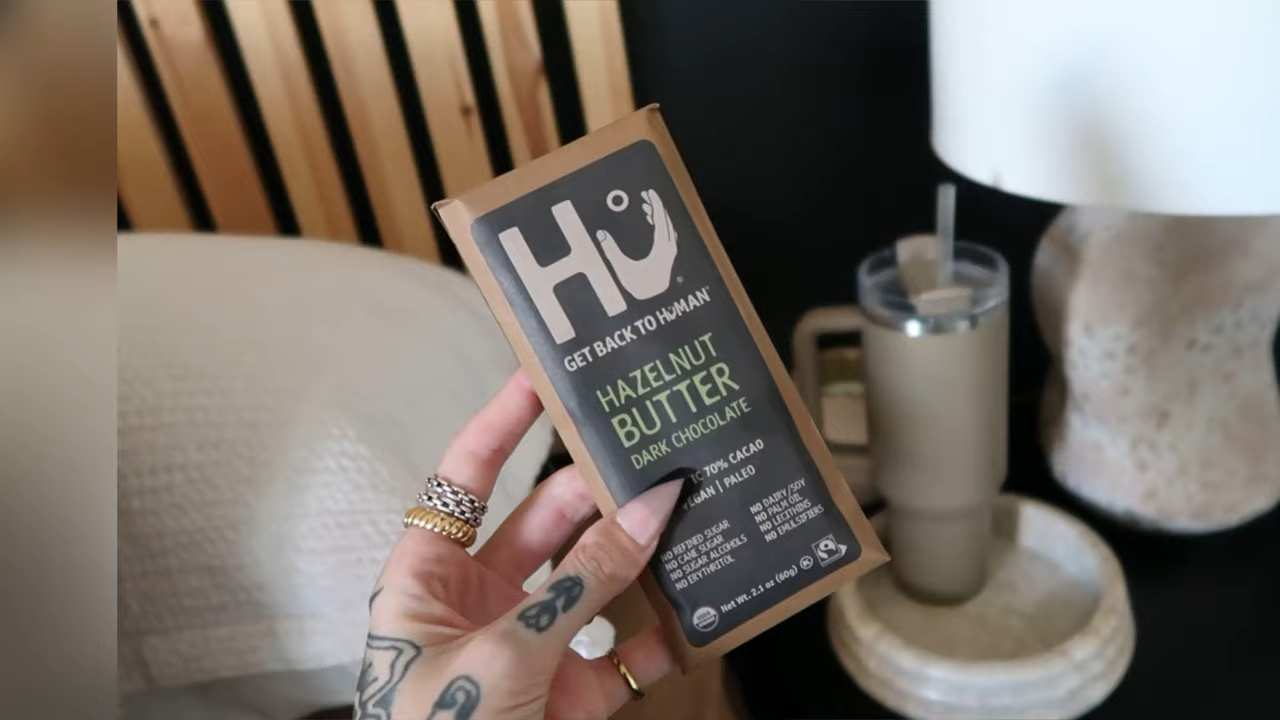 Hu
GET BACK TO HUMAN
HAZELNUT
BUTTER
DARK CHOCOLATE
70% CACAO
VEGAN | PALEO
NO REFINED SUGAR
NO CANE SUGAR
NO SUGAR ALCOHOLS
NO ERYTHRITOL
NO DAIRY/SOY
NO PALM OIL
NO LECITHINS
NO EMULSIFIERS
Net Wt. 2.1 oz (60g)